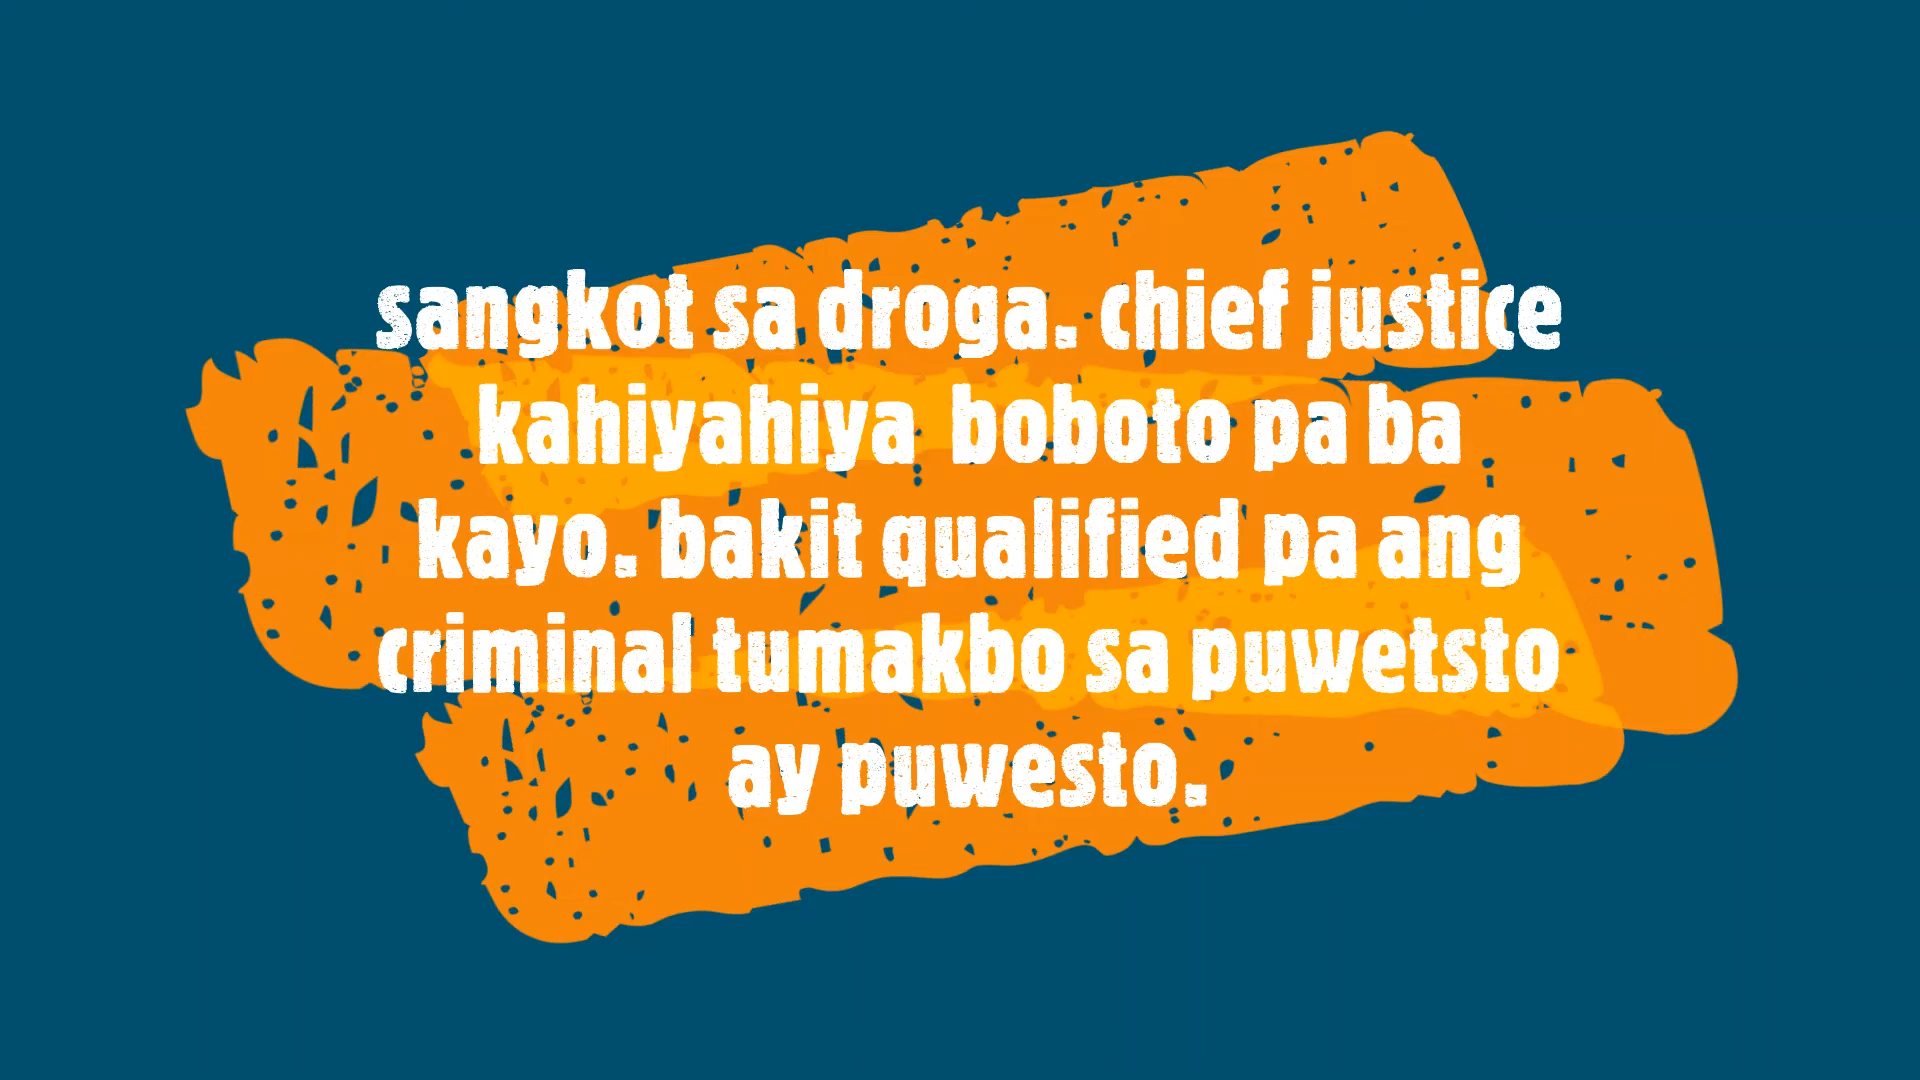 sangkot sa droga. chief justice
kahiyahiya boboto pa ba
kayo. bakit qualified pa ang
criminal tumakbo sa puwetsto
ay puwesto.